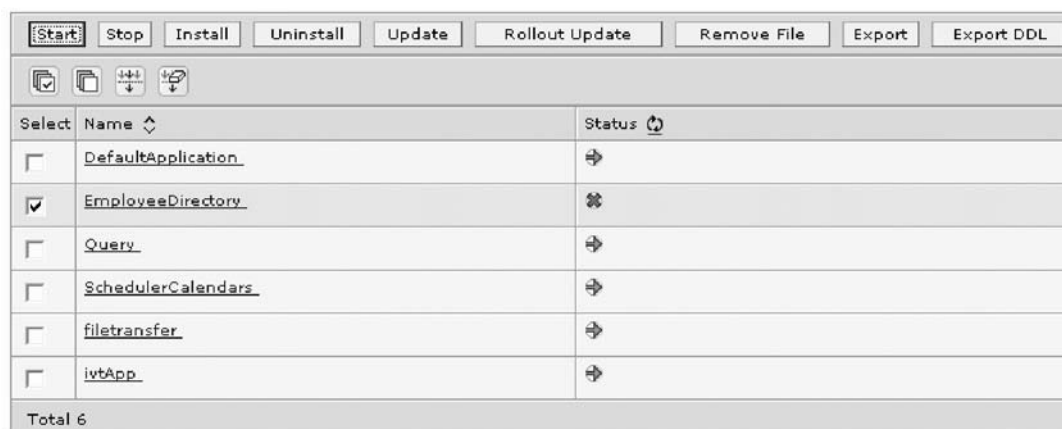 Start Stop Install Uninstall Update Rollout Update Remove File Export Export DDL
Select Name Status
DefaultApplication
EmployeeDirectory
Query
SchedulerCalendars
filetransfer
ivtApp
Total 6